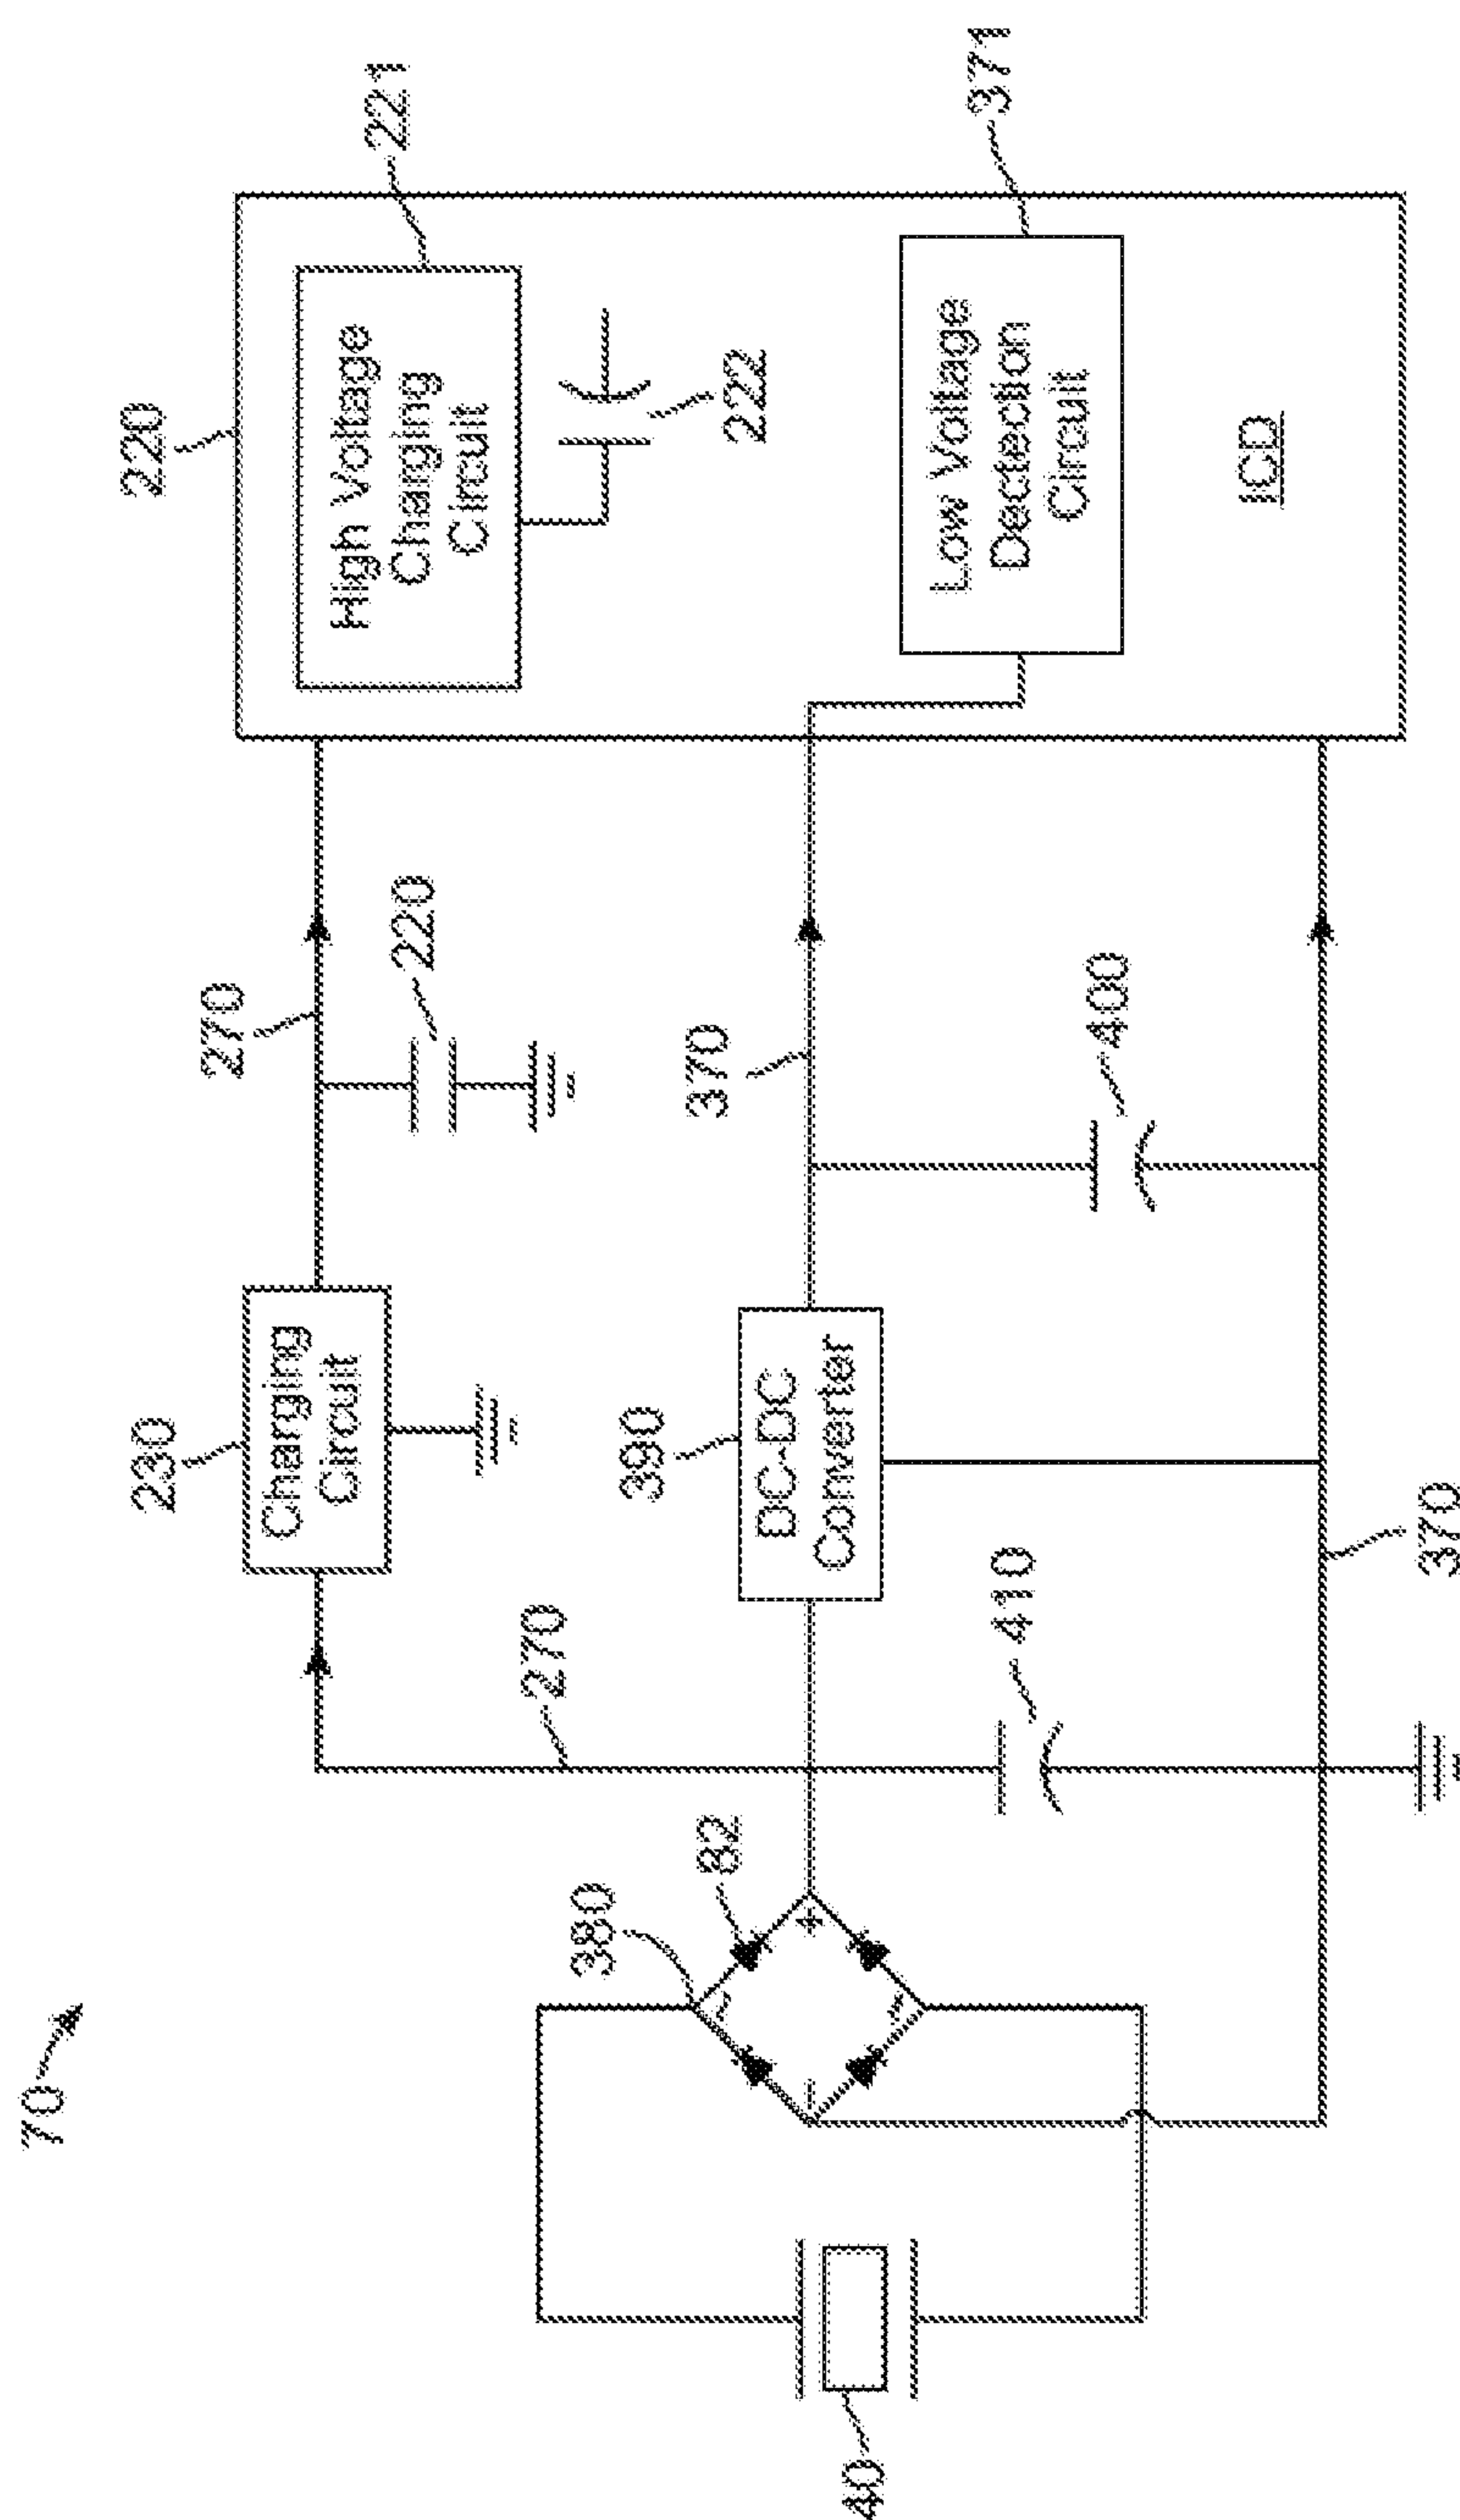 70
220
221
High Voltage
Charging
Circuit
222
371
Low Voltage
Dectection
Circuit
ICD
270
220
370
400
230
Charging
Circuit
390
DC-DC
Converter
270
410
370
380
82
~
+
~
-
40